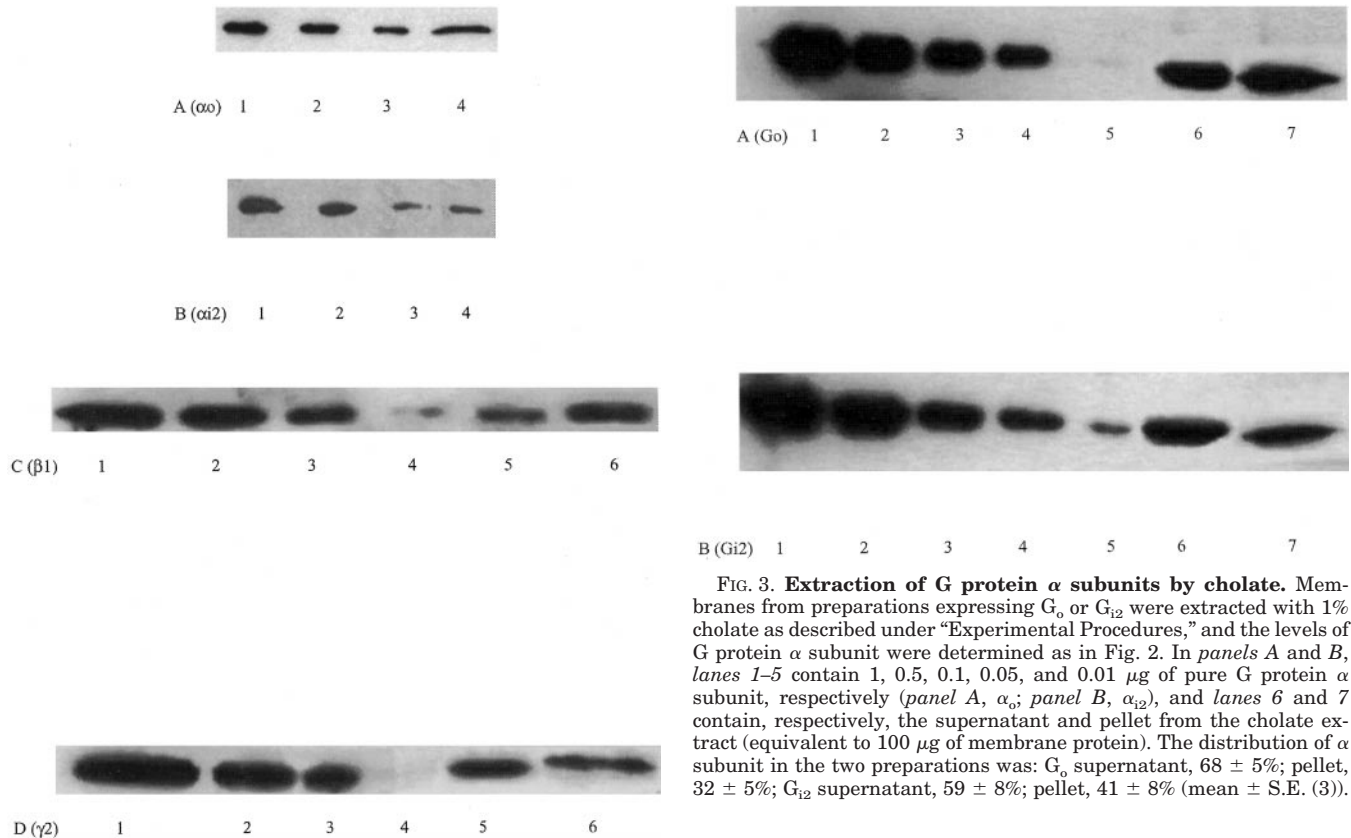 A (αo) 1 2 3 4
B (αi2) 1 2 3 4
C (β1) 1 2 3 4 5 6
D (γ2) 1 2 3 4 5 6
A (Go) 1 2 3 4 5 6 7
B (Gi2) 1 2 3 4 5 6 7
FIG. 3. Extraction of G protein α subunits by cholate. Mem-
branes from preparations expressing Gₒ or Gᵢ₂ were extracted with 1%
cholate as described under “Experimental Procedures,” and the levels of
G protein α subunit were determined as in Fig. 2. In panels A and B,
lanes 1–5 contain 1, 0.5, 0.1, 0.05, and 0.01 μg of pure G protein α
subunit, respectively (panel A, αₒ; panel B, αᵢ₂), and lanes 6 and 7
contain, respectively, the supernatant and pellet from the cholate ex-
tract (equivalent to 100 μg of membrane protein). The distribution of α
subunit in the two preparations was: Gₒ supernatant, 68 ± 5%; pellet,
32 ± 5%; Gᵢ₂ supernatant, 59 ± 8%; pellet, 41 ± 8% (mean ± S.E. (3)).